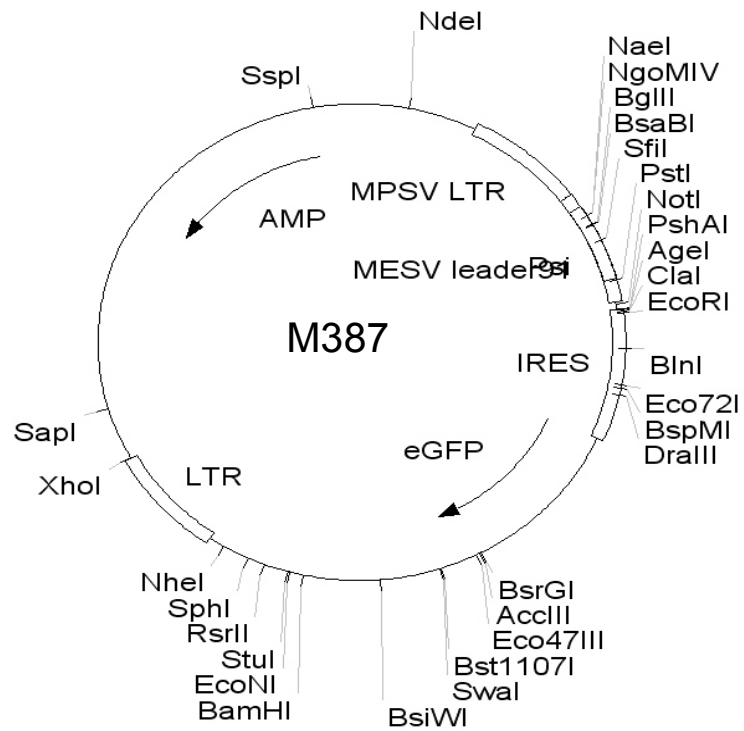 NdeI
SspI
NaeI
NgoMIV
BglII
BsaBI
SfiI
PstI
NotI
PshAI
AgeI
ClaI
EcoRI
MPSV LTR
AMP
MESV leader91
Psi
M387
IRES
BlnI
Eco72I
BspMI
DraIII
SapI
eGFP
XhoI
LTR
NheI
SphI
RsrII
StuI
EcoNI
BamHI
BsrGI
AccIII
Eco47III
Bst1107I
SwaI
BsiWI